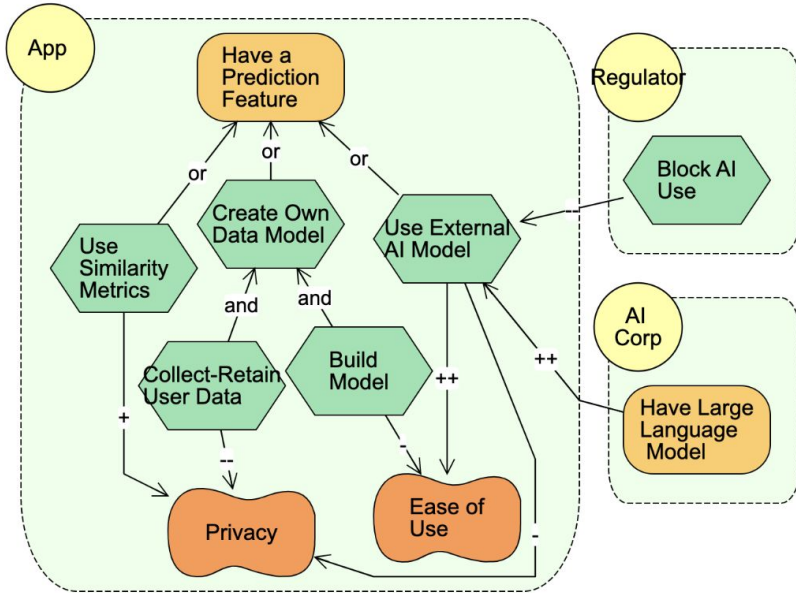 App
Have a
Prediction
Feature
Regulator
or
or
or
Block AI
Use
Create Own
Data Model
Use External
AI Model
--
Use
Similarity
Metrics
and
and
AI
Corp
++
Collect-Retain
User Data
Build
Model
++
Have Large
Language
Model
+
--
-
Privacy
Ease of
Use
-